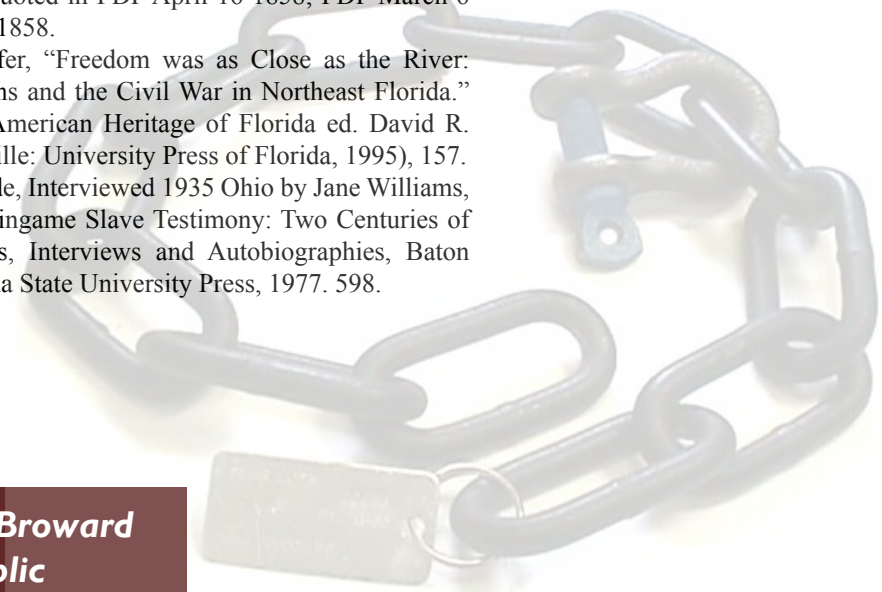 1858.
fer, “Freedom was as Close as the River:
ns and the Civil War in Northeast Florida.”
American Heritage of Florida ed. David R.
ille: University Press of Florida, 1995), 157.
le, Interviewed 1935 Ohio by Jane Williams,
ingame Slave Testimony: Two Centuries of
s, Interviews and Autobiographies, Baton
a State University Press, 1977. 598.
Broward
lic